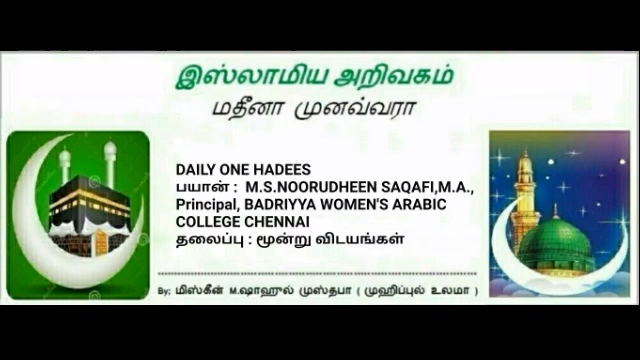 இஸ்லாமிய அறிவகம்
மதீனா முனவ்வரா
DAILY ONE HADEES
பயான் : M.S.NOORUDHEEN SAQAFI,M.A.,
Principal, BADRIYYA WOMEN'S ARABIC
COLLEGE CHENNAI
தலைப்பு : மூன்று விடயங்கள்
By; மிஸ்கீன் M.ஷாஹுல் முஸ்தபா ( முஹிப்புல் உலமா )